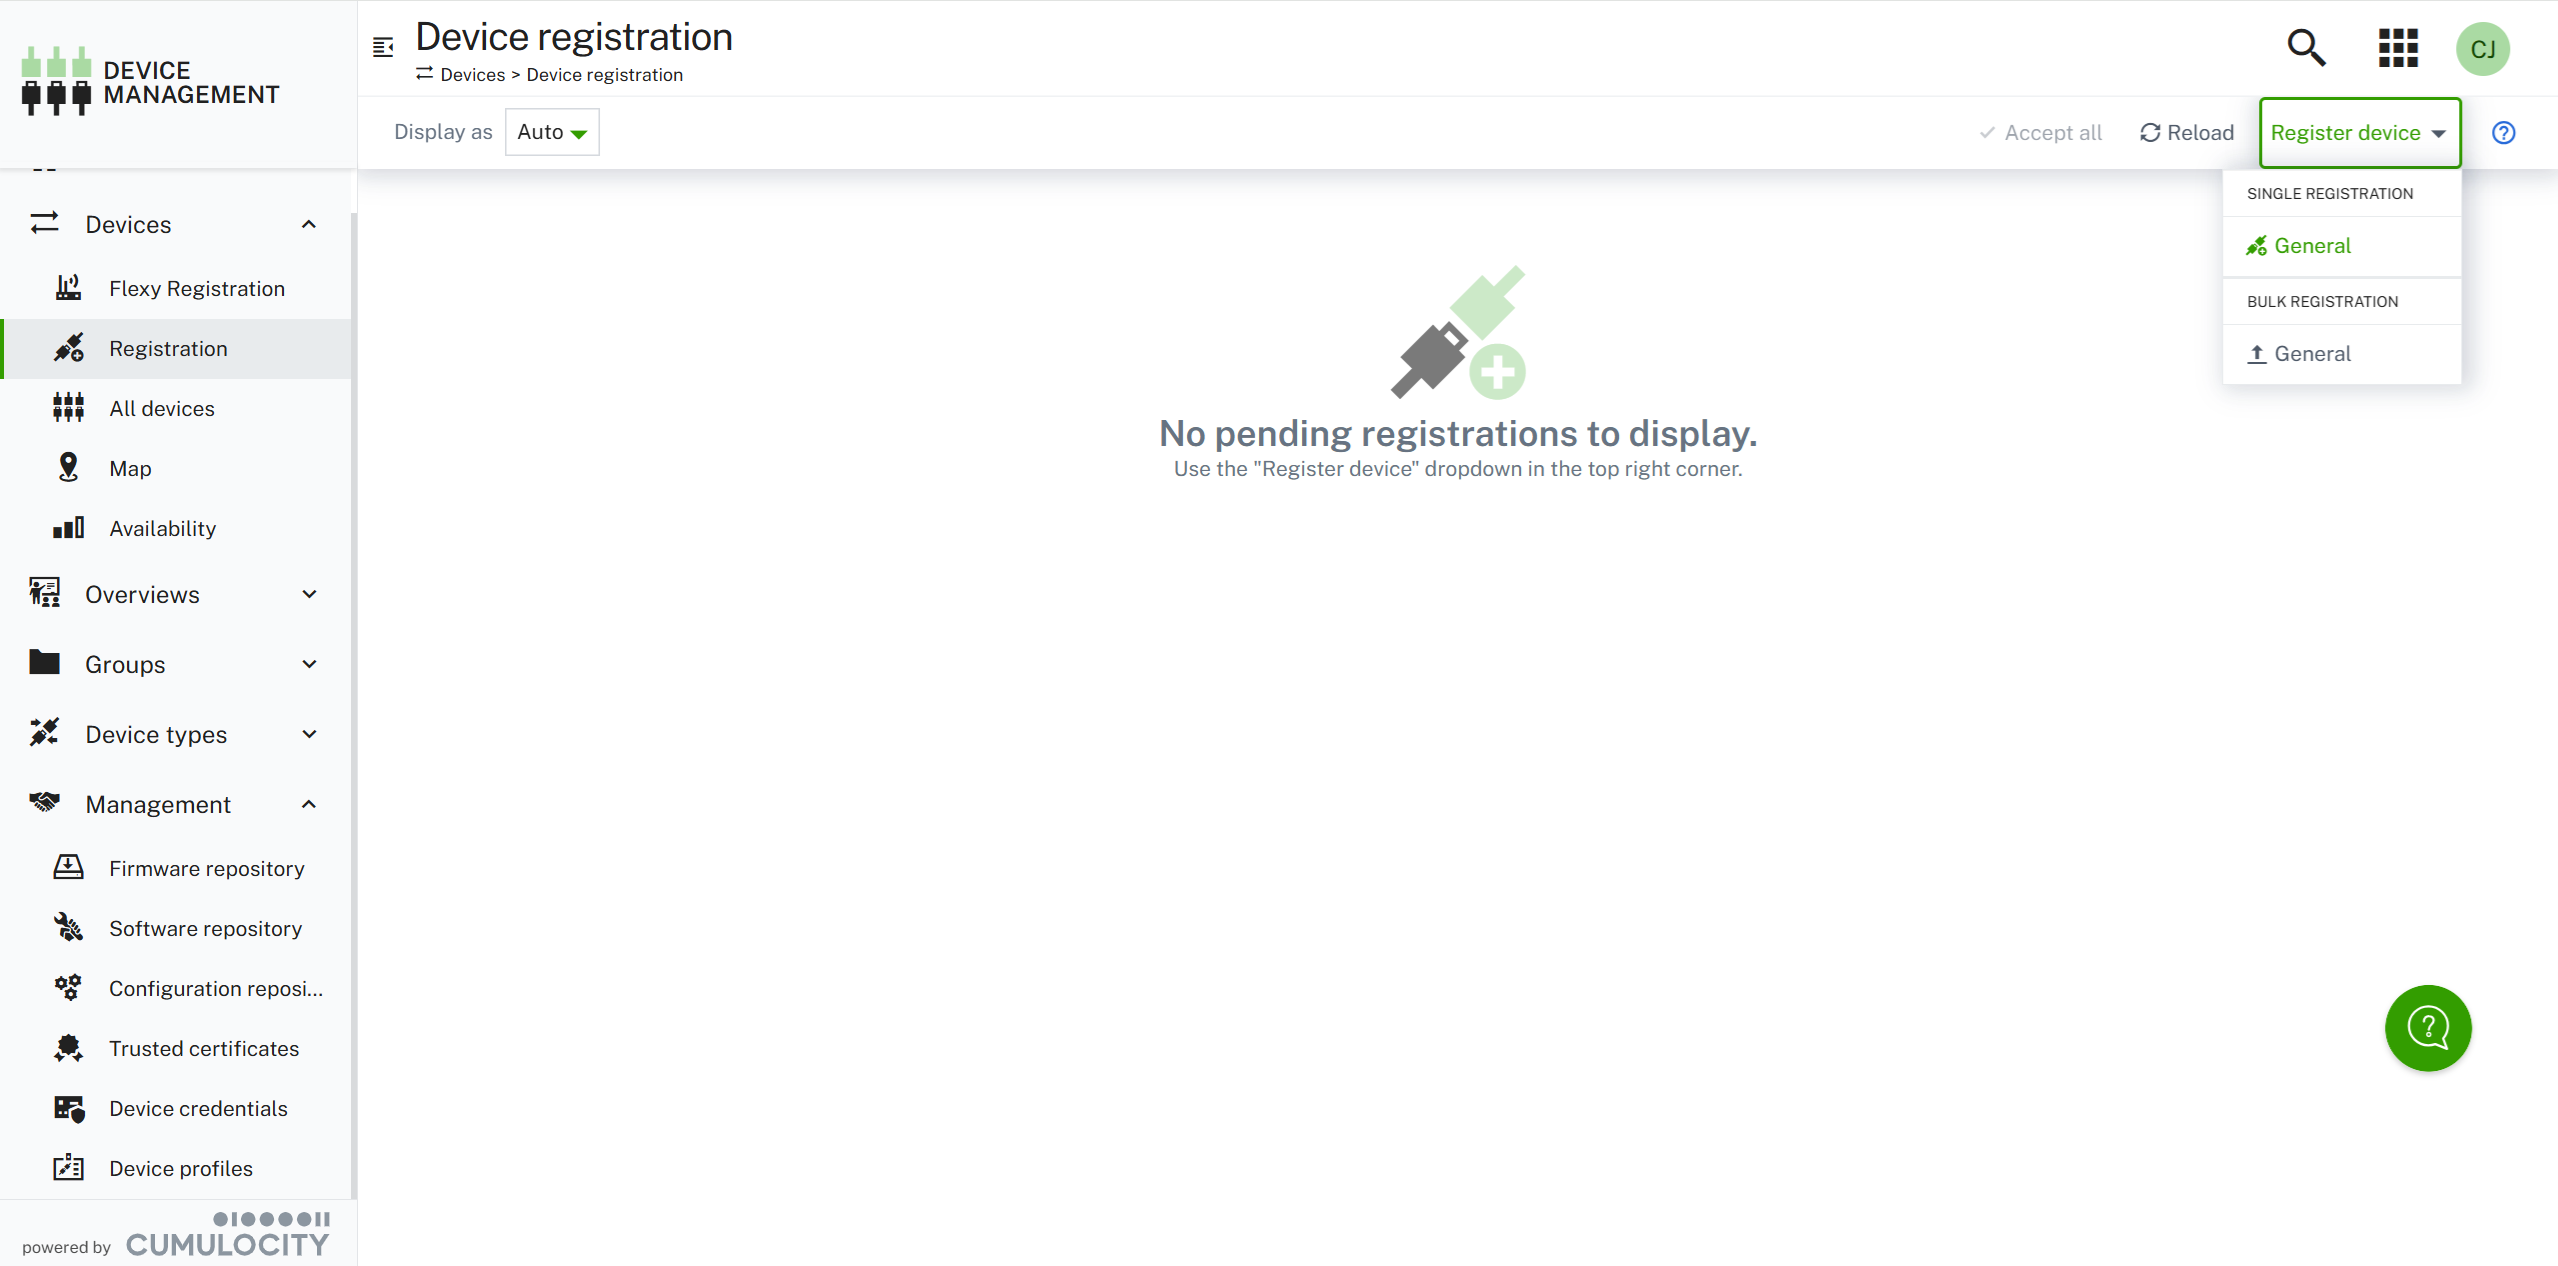 DEVICE
MANAGEMENT
Devices
Flexy Registration
Registration
All devices
Map
Availability
Overviews
Groups
Device types
Management
Firmware repository
Software repository
Configuration reposi...
Trusted certificates
Device credentials
Device profiles
powered by CUMULOCITY
Device registration
Devices > Device registration
CJ
Display as Auto
Accept all Reload Register device
SINGLE REGISTRATION
General
BULK REGISTRATION
General
No pending registrations to display.
Use the "Register device" dropdown in the top right corner.